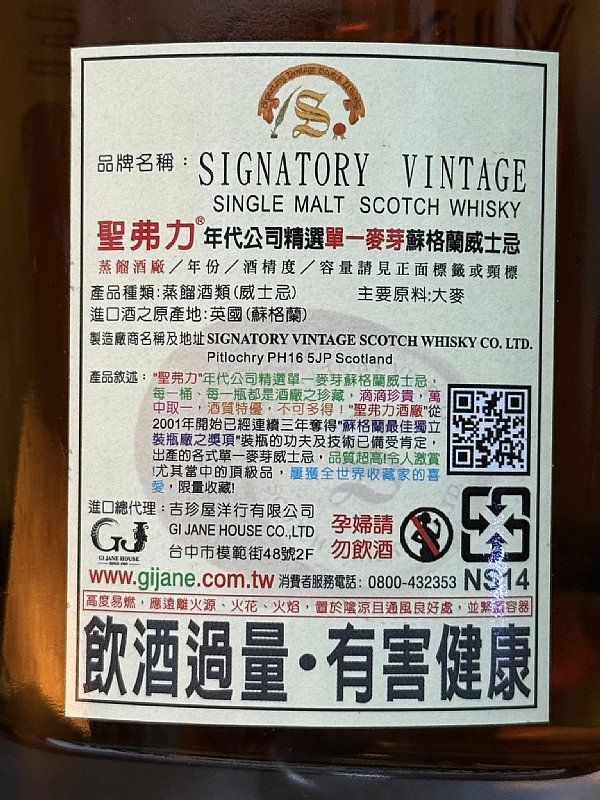 Signatory Vintage Scotch Whisky
S
品牌名稱：SIGNATORY VINTAGE
SINGLE MALT SCOTCH WHISKY
聖弗力®年代公司精選單一麥芽蘇格蘭威士忌
蒸餾酒廠／年份／酒精度／容量請見正面標籤或頸標
產品種類:蒸餾酒類(威士忌) 主要原料:大麥
進口酒之原產地:英國(蘇格蘭)
製造廠商名稱及地址SIGNATORY VINTAGE SCOTCH WHISKY CO. LTD.
Pitlochry PH16 5JP Scotland
產品敘述："聖弗力"年代公司精選單一麥芽蘇格蘭威士忌，
每一桶、每一瓶都是酒廠之珍藏，滴滴珍貴，萬
中取一，酒質特優，不可多得！"聖弗力酒廠"從
2001年開始已經連續三年奪得"蘇格蘭最佳獨立
裝瓶廠之獎項"裝瓶的功夫及技術已備受肯定，
出產的各式單一麥芽威士忌，品質超高!令人激賞
!尤其當中的頂級品，屢獲全世界收藏家的喜
愛，限量收藏!
進口總代理：吉珍屋洋行有限公司
GI JANE HOUSE CO.,LTD
台中市模範街48號2F
GJ
GI JANE HOUSE
孕婦請
勿飲酒
www.gijane.com.tw 消費者服務電話：0800-432353 NS14
高度易燃，應遠離火源、火花、火焰，置於陰涼且通風良好處，並緊蓋容器
飲酒過量・有害健康